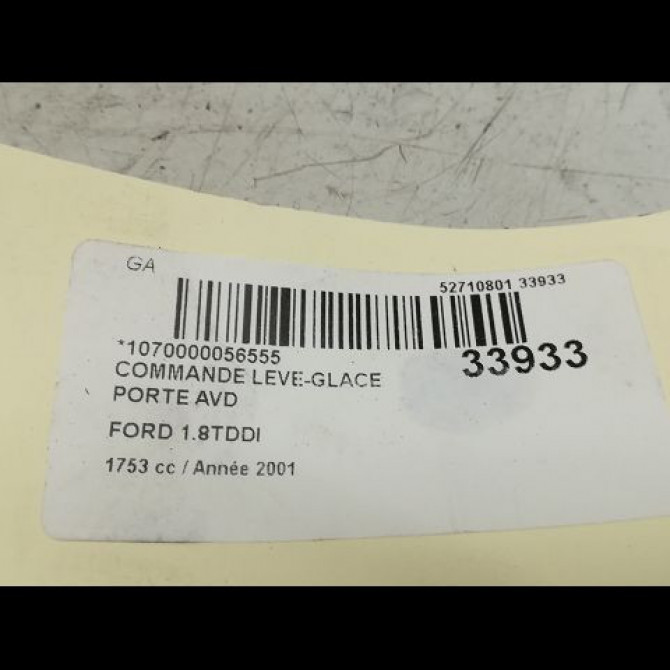 GA
52710801 33933
*1070000056555
33933
COMMANDE LEVE-GLACE
PORTE AVD
FORD 1.8TDDI
1753 cc / Année 2001